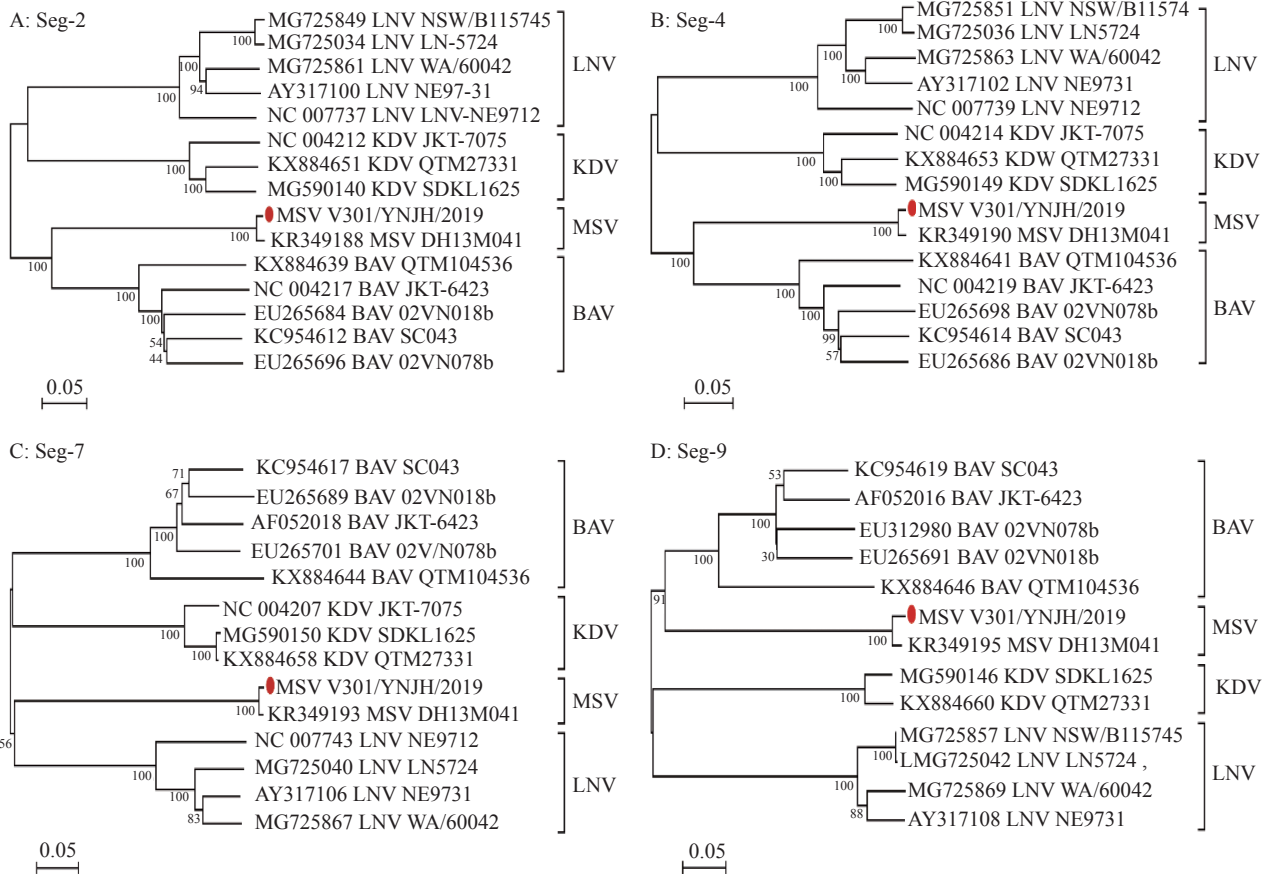 A: Seg-2
MG725849 LNV NSW/B115745
100
MG725034 LNV LN-5724
100
MG725861 LNV WA/60042
94
AY317100 LNV NE97-31
100
NC 007737 LNV LNV-NE9712
LNV
NC 004212 KDV JKT-7075
100
KX884651 KDV QTM27331
100
MG590140 KDV SDKL1625
KDV
MSV V301/YNJH/2019
100
KR349188 MSV DH13M041
MSV
100
KX884639 BAV QTM104536
100
NC 004217 BAV JKT-6423
100
EU265684 BAV 02VN018b
54
KC954612 BAV SC043
44
EU265696 BAV 02VN078b
BAV
0.05
B: Seg-4
MG725851 LNV NSW/B11574
100
MG725036 LNV LN5724
100
MG725863 LNV WA/60042
100
AY317102 LNV NE9731
100
NC 007739 LNV NE9712
LNV
NC 004214 KDV JKT-7075
100
KX884653 KDW QTM27331
100
MG590149 KDV SDKL1625
KDV
MSV V301/YNJH/2019
100
KR349190 MSV DH13M041
MSV
100
KX884641 BAV QTM104536
100
NC 004219 BAV JKT-6423
100
EU265698 BAV 02VN078b
99
KC954614 BAV SC043
57
EU265686 BAV 02VN018b
BAV
0.05
C: Seg-7
71
KC954617 BAV SC043
67
EU265689 BAV 02VN018b
AF052018 BAV JKT-6423
100
EU265701 BAV 02V/N078b
100
KX884644 BAV QTM104536
BAV
NC 004207 KDV JKT-7075
100
MG590150 KDV SDKL1625
100
KX884658 KDV QTM27331
KDV
MSV V301/YNJH/2019
100
KR349193 MSV DH13M041
MSV
56
NC 007743 LNV NE9712
100
MG725040 LNV LN5724
100
AY317106 LNV NE9731
83
MG725867 LNV WA/60042
LNV
0.05
D: Seg-9
53
KC954619 BAV SC043
AF052016 BAV JKT-6423
100
EU312980 BAV 02VN078b
30
EU265691 BAV 02VN018b
100
KX884646 BAV QTM104536
BAV
91
MSV V301/YNJH/2019
100
KR349195 MSV DH13M041
MSV
MG590146 KDV SDKL1625
100
KX884660 KDV QTM27331
KDV
MG725857 LNV NSW/B115745
100
LMG725042 LNV LN5724 ,
100
MG725869 LNV WA/60042
88
AY317108 LNV NE9731
LNV
0.05